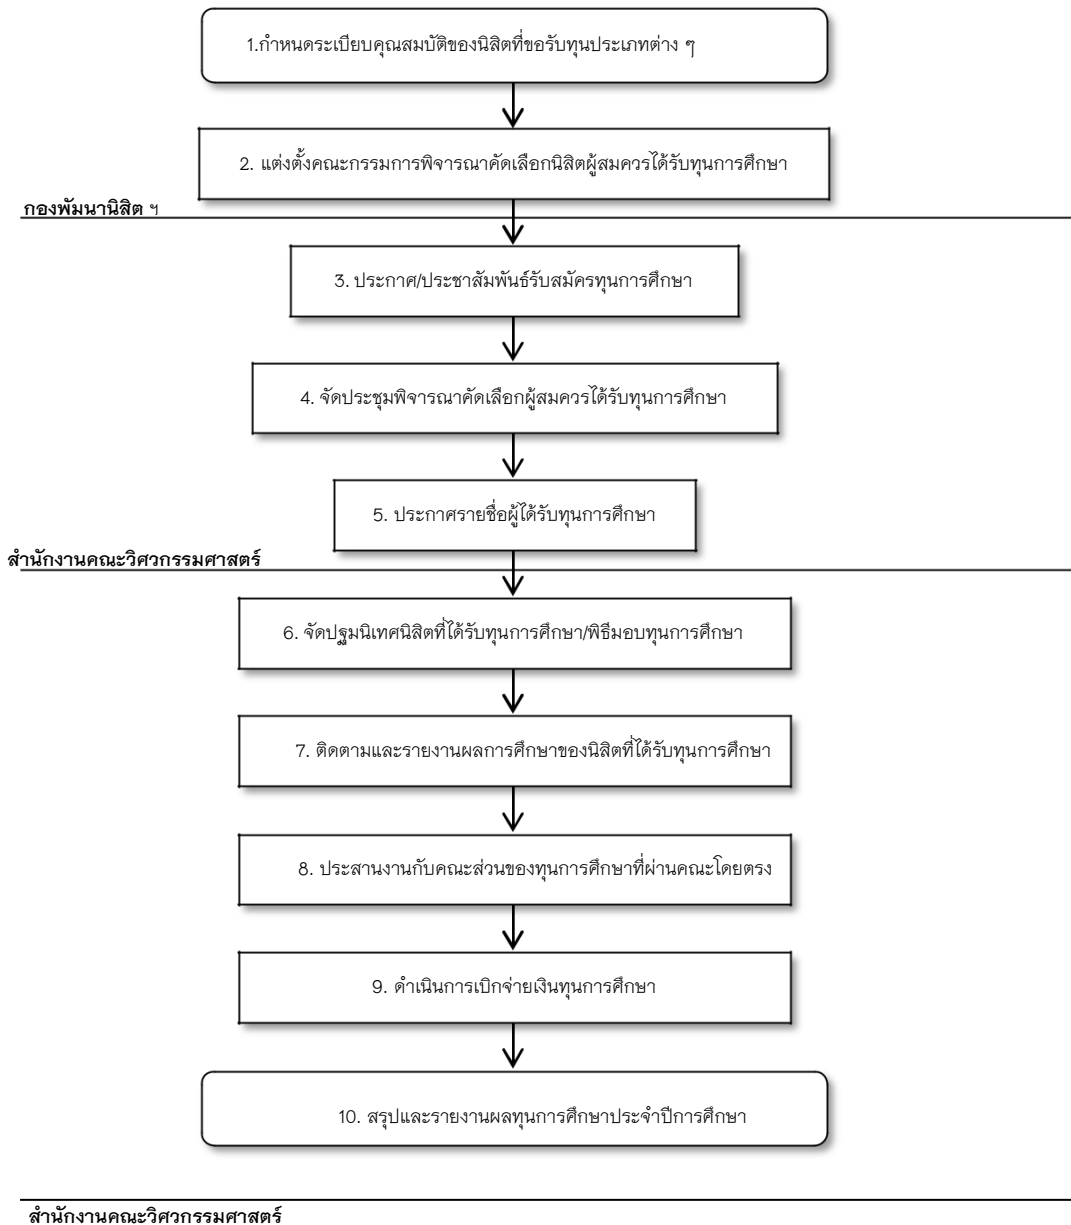 1.กำหนดระเบียบคุณสมบัติของนิสิตที่ขอรับทุนประเภทต่าง ๆ
2. แต่งตั้งคณะกรรมการพิจารณาคัดเลือกนิสิตผู้สมควรได้รับทุนการศึกษา
กองพัมนานิสิต ฯ
3. ประกาศ/ประชาสัมพันธ์รับสมัครทุนการศึกษา
4. จัดประชุมพิจารณาคัดเลือกผู้สมควรได้รับทุนการศึกษา
5. ประกาศรายชื่อผู้ได้รับทุนการศึกษา
สำนักงานคณะวิศวกรรมศาสตร์
6. จัดปฐมนิเทศนิสิตที่ได้รับทุนการศึกษา/พิธีมอบทุนการศึกษา
7. ติดตามและรายงานผลการศึกษาของนิสิตที่ได้รับทุนการศึกษา
8. ประสานงานกับคณะส่วนของทุนการศึกษาที่ผ่านคณะโดยตรง
9. ดำเนินการเบิกจ่ายเงินทุนการศึกษา
10. สรุปและรายงานผลทุนการศึกษาประจำปีการศึกษา
สำนักงานคณะวิศวกรรมศาสตร์